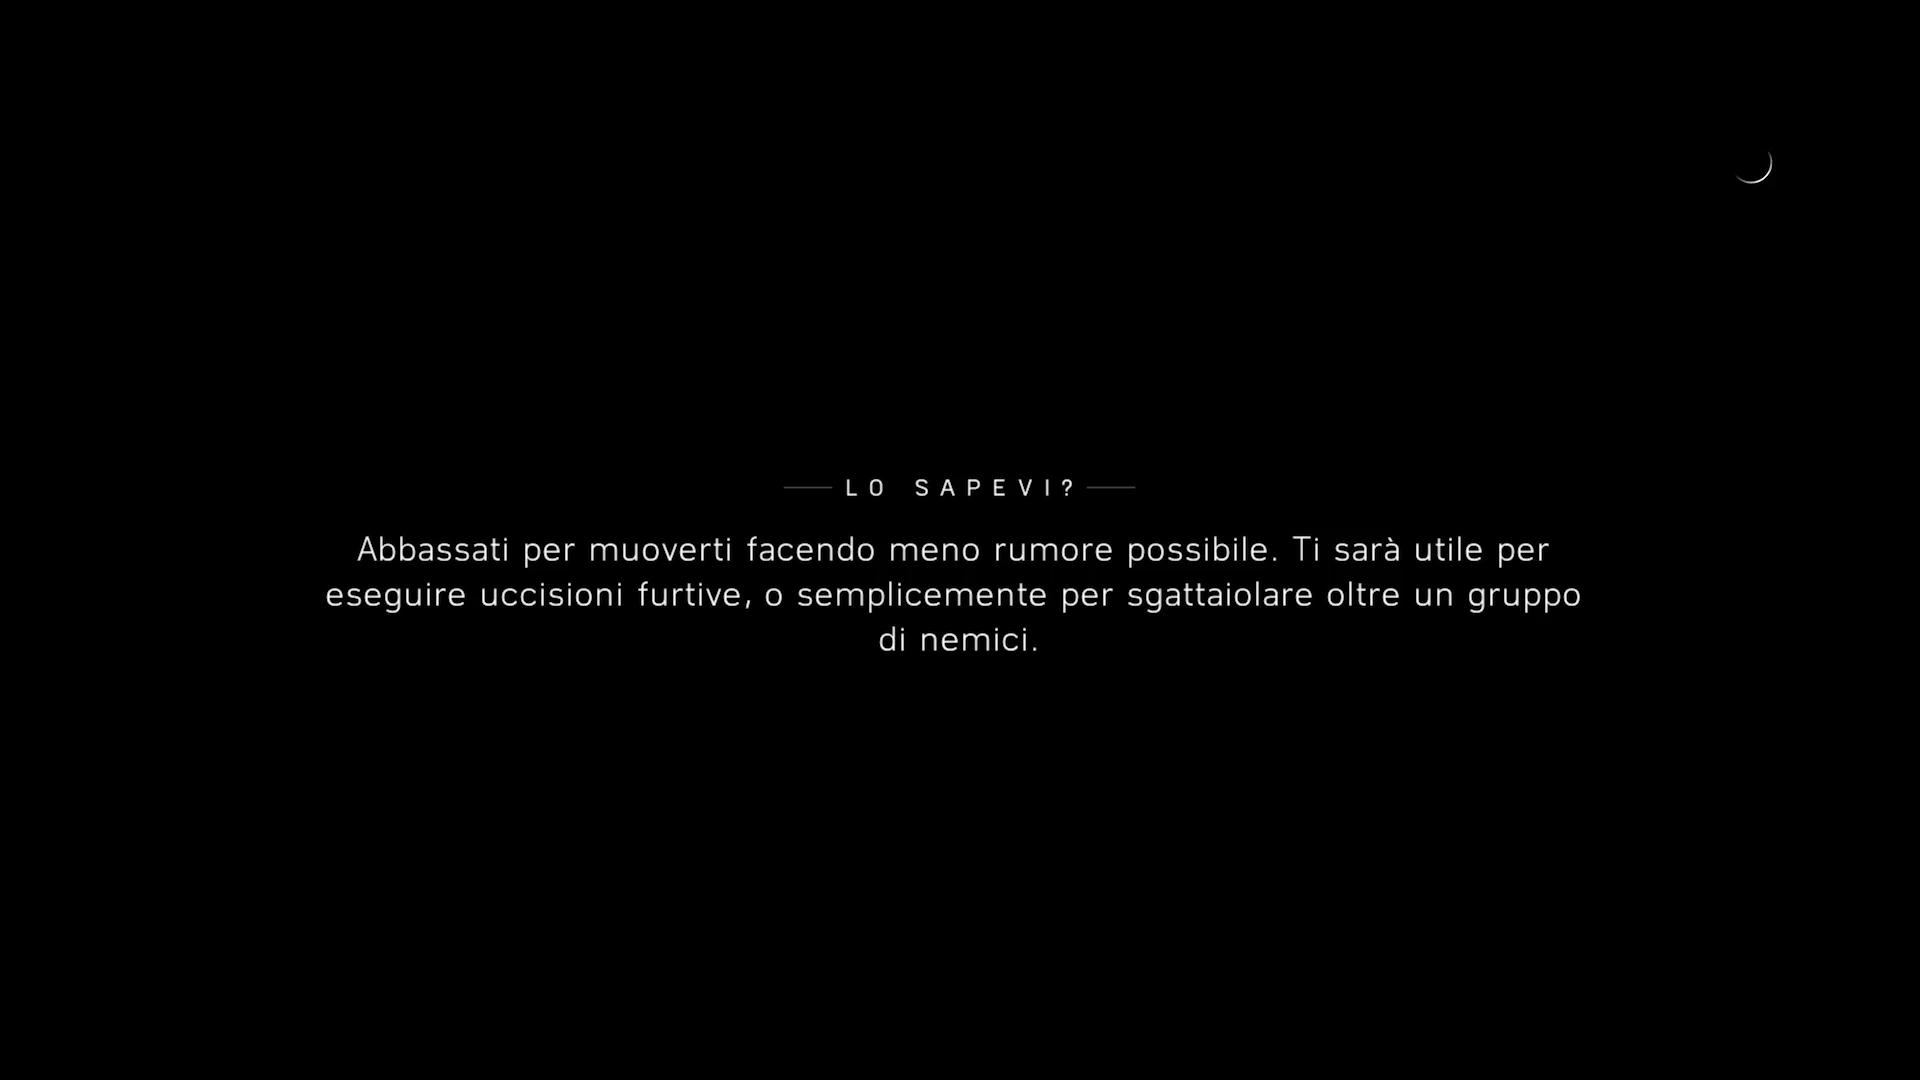 LO SAPEVI?
Abbassati per muoverti facendo meno rumore possibile. Ti sarà utile per
eseguire uccisioni furtive, o semplicemente per sgattaiolare oltre un gruppo
di nemici.